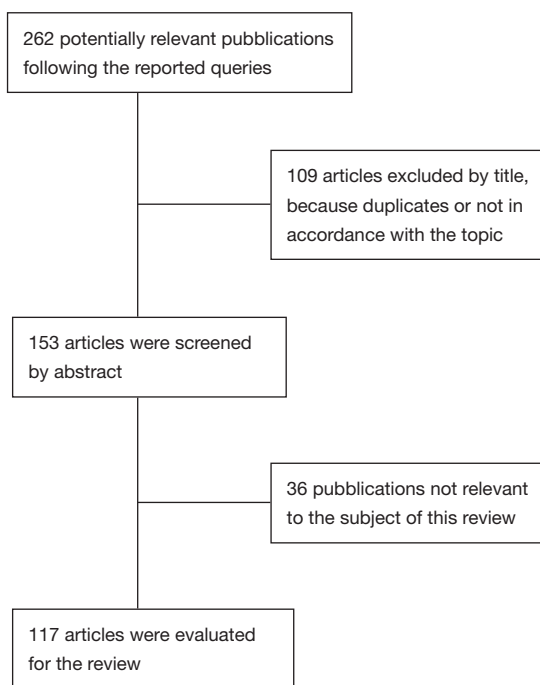 262 potentially relevant pubblications
following the reported queries
109 articles excluded by title,
because duplicates or not in
accordance with the topic
153 articles were screened
by abstract
36 pubblications not relevant
to the subject of this review
117 articles were evaluated
for the review